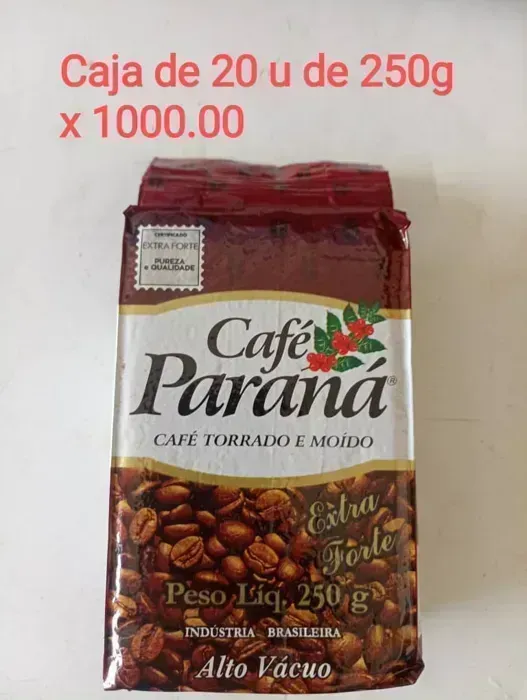 Caja de 20 u de 250g
x 1000.00
CERTIFICADO
EXTRA FORTE
PUREZA
e QUALIDADE
Café
Paraná®
CAFÉ TORRADO E MOÍDO
Extra
Forte
Peso Líq. 250 g
INDÚSTRIA BRASILEIRA
Alto Vácuo